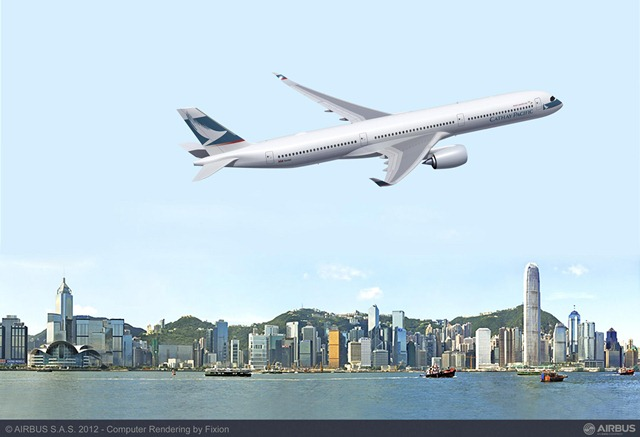 CATHAY PACIFIC
© AIRBUS S.A.S. 2012 - Computer Rendering by Fixion
AIRBUS